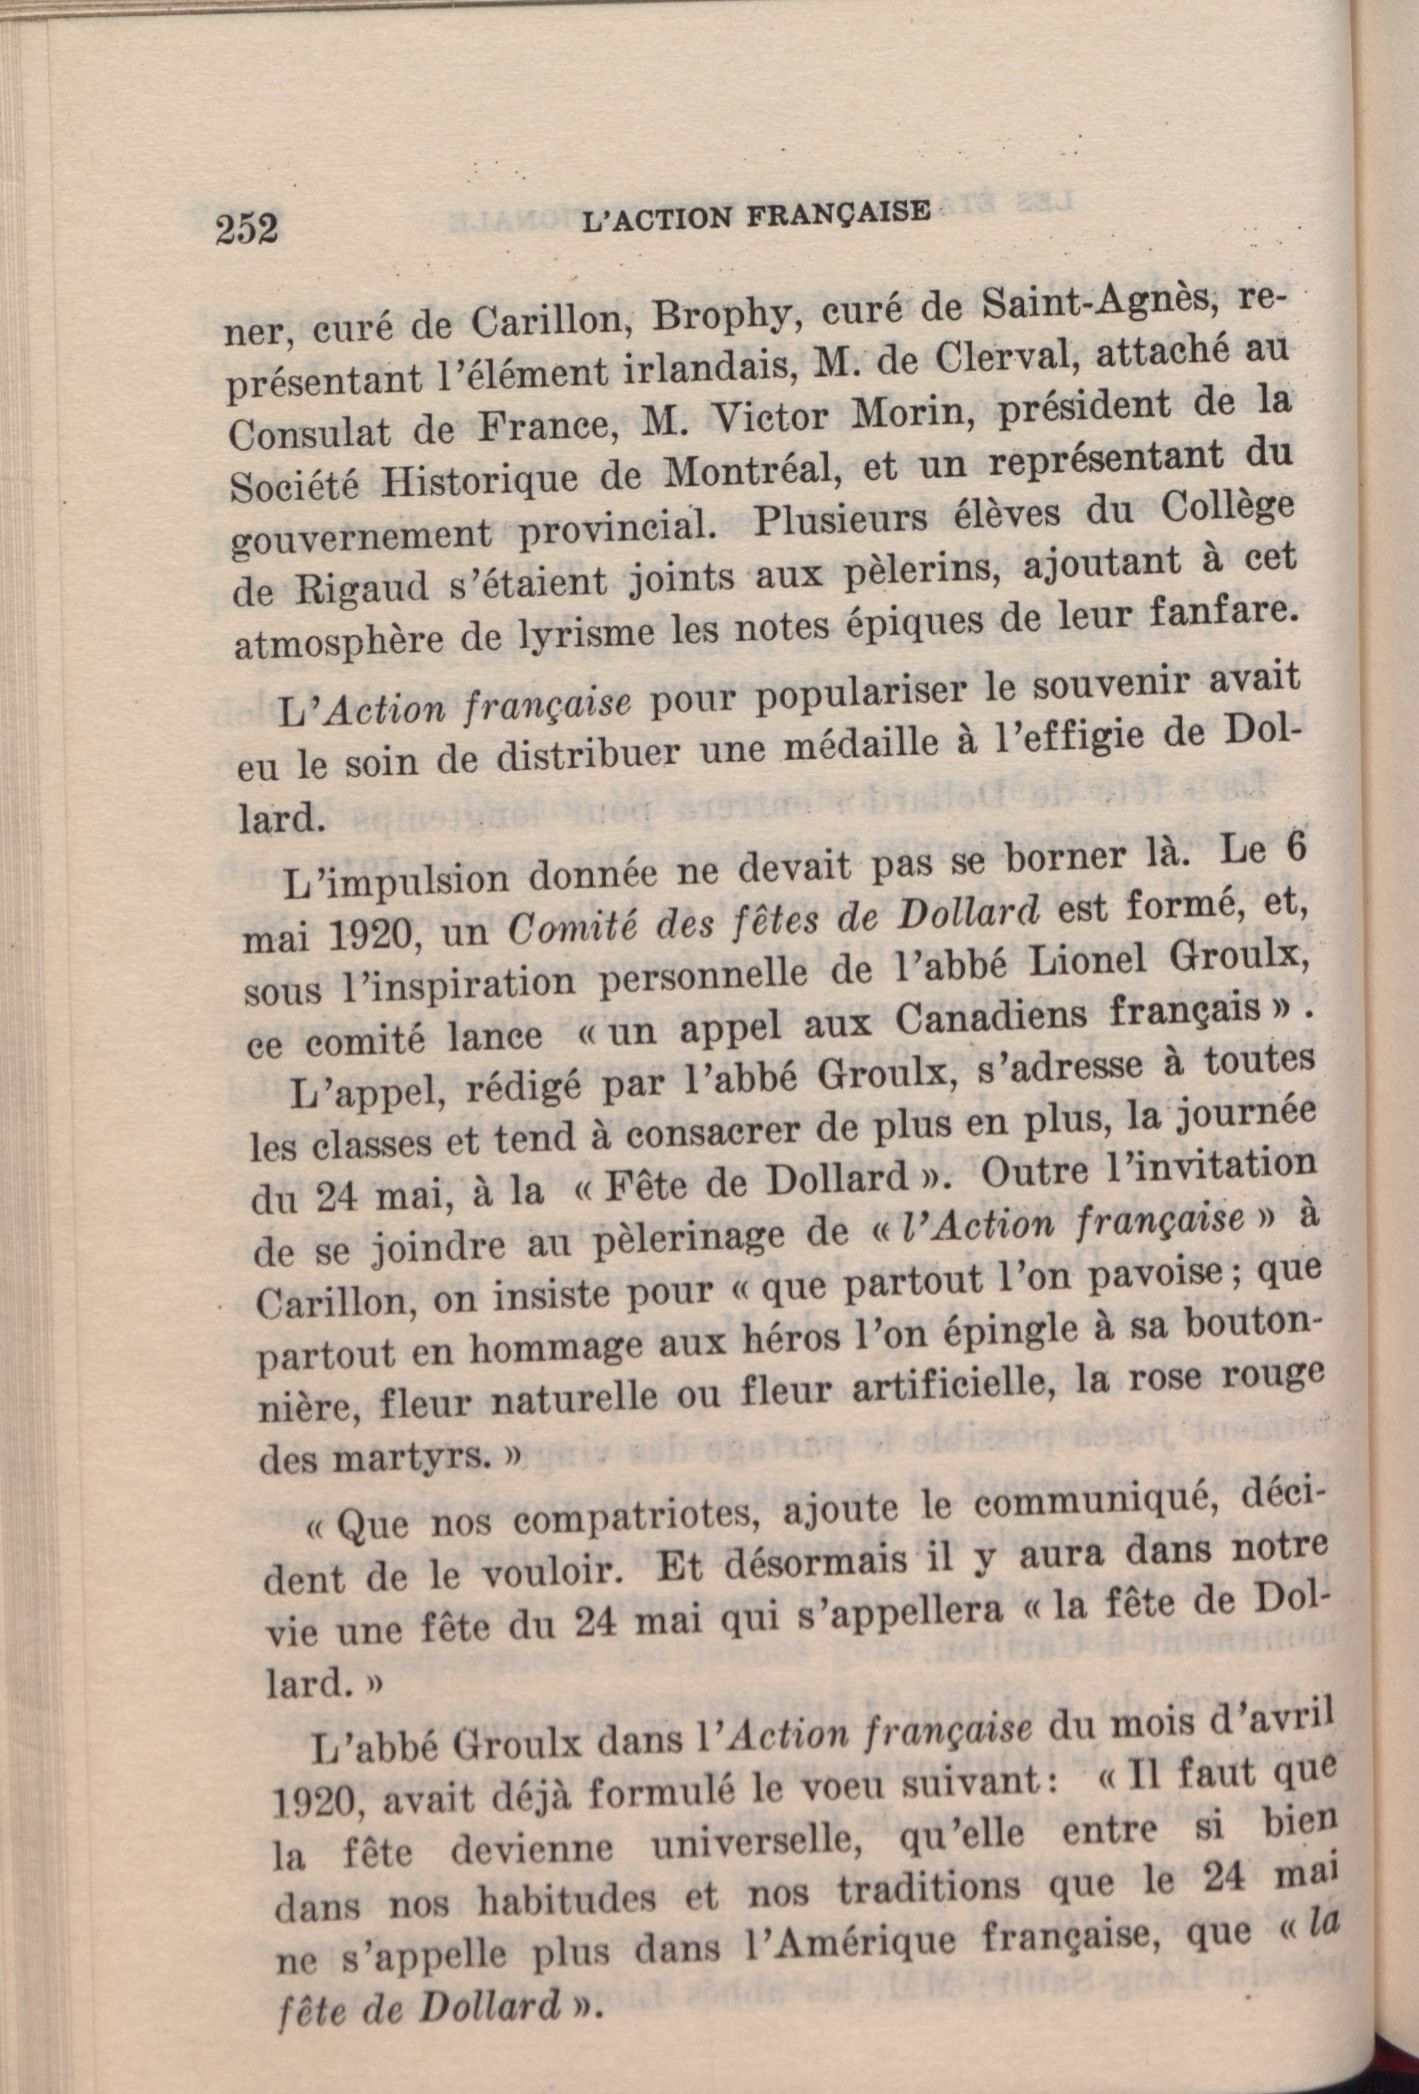 252
L'ACTION FRANÇAISE
ner, curé de Carillon, Brophy, curé de Saint-Agnès, re-
présentant l'élément irlandais, M. de Clerval, attaché au
Consulat de France, M. Victor Morin, président de la
Société Historique de Montréal, et un représentant du
gouvernement provincial. Plusieurs élèves du Collège
de Rigaud s'étaient joints aux pèlerins, ajoutant à cet
atmosphère de lyrisme les notes épiques de leur fanfare.
L'Action française pour populariser le souvenir avait
eu le soin de distribuer une médaille à l'effigie de Dol-
lard.
L'impulsion donnée ne devait pas se borner là. Le 6
mai 1920, un Comité des fêtes de Dollard est formé, et,
sous l'inspiration personnelle de l'abbé Lionel Groulx,
ce comité lance « un appel aux Canadiens français » .
L'appel, rédigé par l'abbé Groulx, s'adresse à toutes
les classes et tend à consacrer de plus en plus, la journée
du 24 mai, à la « Fête de Dollard ». Outre l'invitation
de se joindre au pèlerinage de « l'Action française » à
Carillon, on insiste pour « que partout l'on pavoise; que
partout en hommage aux héros l'on épingle à sa bouton-
nière, fleur naturelle ou fleur artificielle, la rose rouge
des martyrs. »
« Que nos compatriotes, ajoute le communiqué, déci-
dent de le vouloir. Et désormais il y aura dans notre
vie une fête du 24 mai qui s'appellera « la fête de Dol-
lard. »
L'abbé Groulx dans l'Action française du mois d'avril
1920, avait déjà formulé le voeu suivant: « Il faut que
la fête devienne universelle, qu'elle entre si bien
dans nos habitudes et nos traditions que le 24 mai
ne s'appelle plus dans l'Amérique française, que « la
fête de Dollard ».